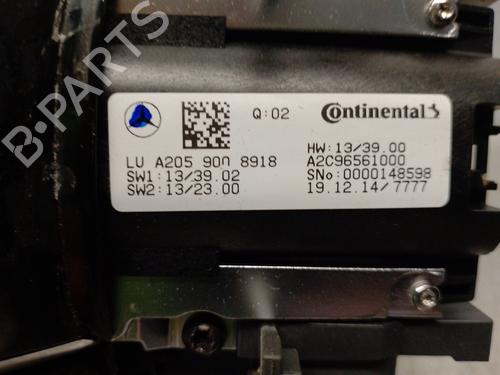 B-PARTS
Q:02
Continental
LU A205 900 8918
SW1:13/39.02
SW2:13/23.00
HW:13/39.00
A2C96561000
SNo:0000148598
19.12.14/7777